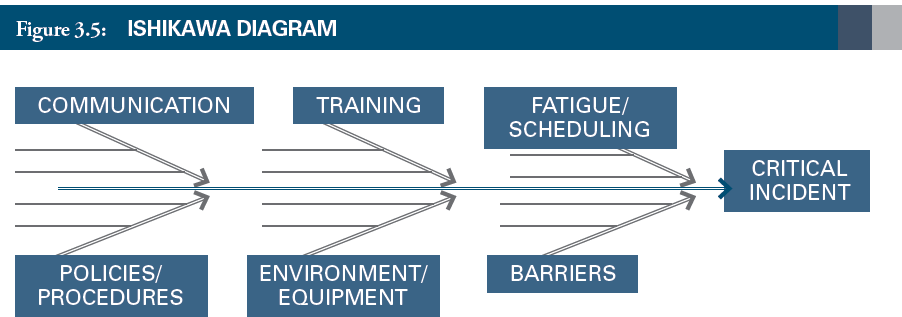 Figure 3.5: ISHIKAWA DIAGRAM
COMMUNICATION
TRAINING
FATIGUE/
SCHEDULING
CRITICAL
INCIDENT
POLICIES/
PROCEDURES
ENVIRONMENT/
EQUIPMENT
BARRIERS